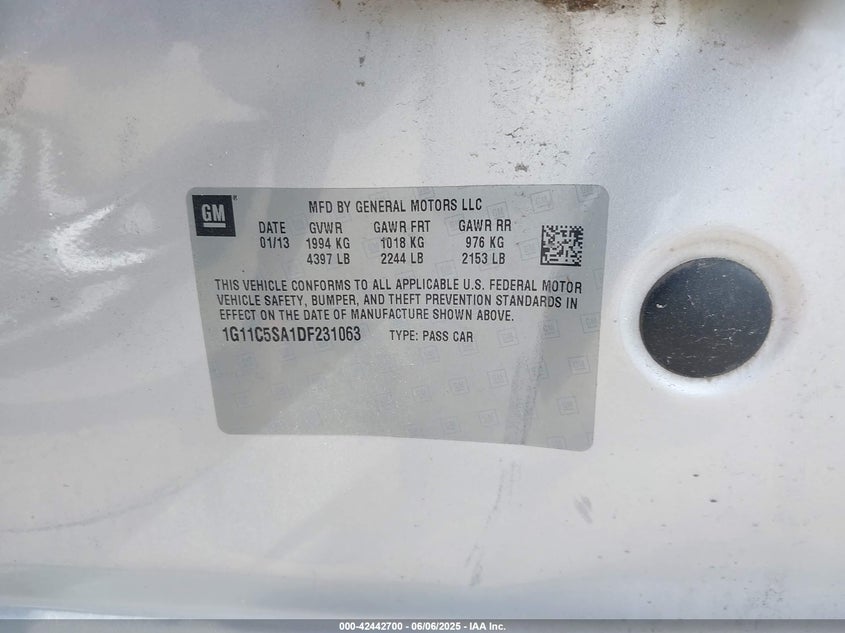 GM
MFD BY GENERAL MOTORS LLC
DATE GVWR GAWR FRT GAWR RR
01/13 1994 KG 1018 KG 976 KG
4397 LB 2244 LB 2153 LB
THIS VEHICLE CONFORMS TO ALL APPLICABLE U.S. FEDERAL MOTOR
VEHICLE SAFETY, BUMPER, AND THEFT PREVENTION STANDARDS IN
EFFECT ON THE DATE OF MANUFACTURE SHOWN ABOVE.
1G11C5SA1DF231063 TYPE: PASS CAR
000-42442700 - 06/06/2025 - IAA Inc.